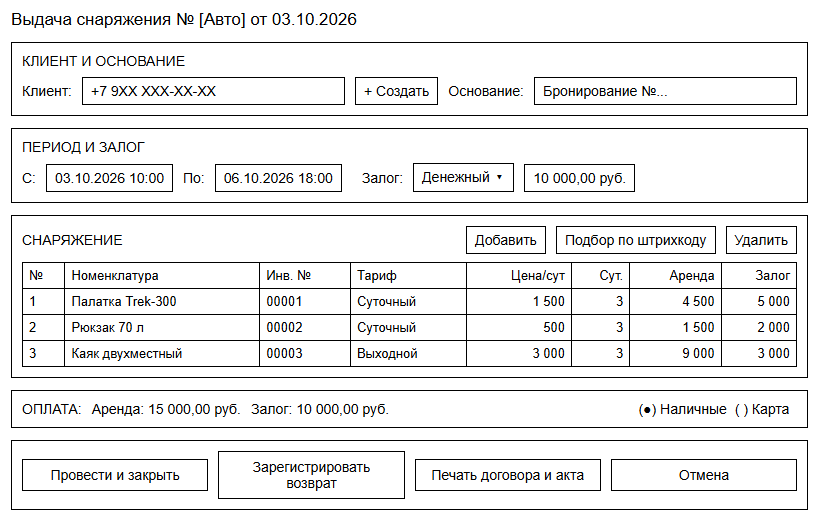 Выдача снаряжения № [Авто] от 03.10.2026
КЛИЕНТ И ОСНОВАНИЕ
Клиент: +7 9XX XXX-XX-XX + Создать Основание: Бронирование №...
ПЕРИОД И ЗАЛОГ
С: 03.10.2026 10:00 По: 06.10.2026 18:00 Залог: Денежный ▾ 10 000,00 руб.
СНАРЯЖЕНИЕ Добавить Подбор по штрихкоду Удалить
№ Номенклатура Инв. № Тариф Цена/сут Сут. Аренда Залог
1 Палатка Trek-300 00001 Суточный 1 500 3 4 500 5 000
2 Рюкзак 70 л 00002 Суточный 500 3 1 500 2 000
3 Каяк двухместный 00003 Выходной 3 000 3 9 000 3 000
ОПЛАТА: Аренда: 15 000,00 руб. Залог: 10 000,00 руб. (●) Наличные ( ) Карта
Провести и закрыть Зарегистрировать возврат Печать договора и акта Отмена